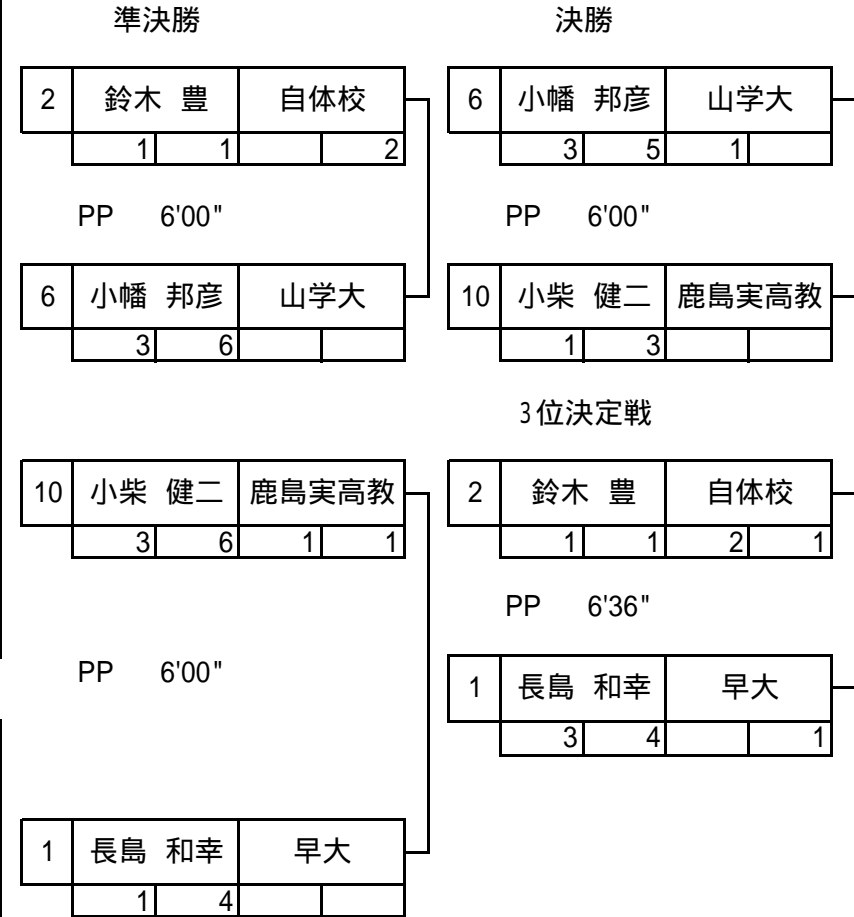 準決勝 決勝
2 鈴木 豊 自体校 6 小幡 邦彦 山学大
1 1 2 3 5 1
PP 6'00" PP 6'00"
6 小幡 邦彦 山学大 10 小柴 健二 鹿島実高教
3 6 1 3
3位決定戦
10 小柴 健二 鹿島実高教 2 鈴木 豊 自体校
3 6 1 1 1 1 2 1
PP 6'36"
PP 6'00"
1 長島 和幸 早大
3 4 1
1 長島 和幸 早大
1 4